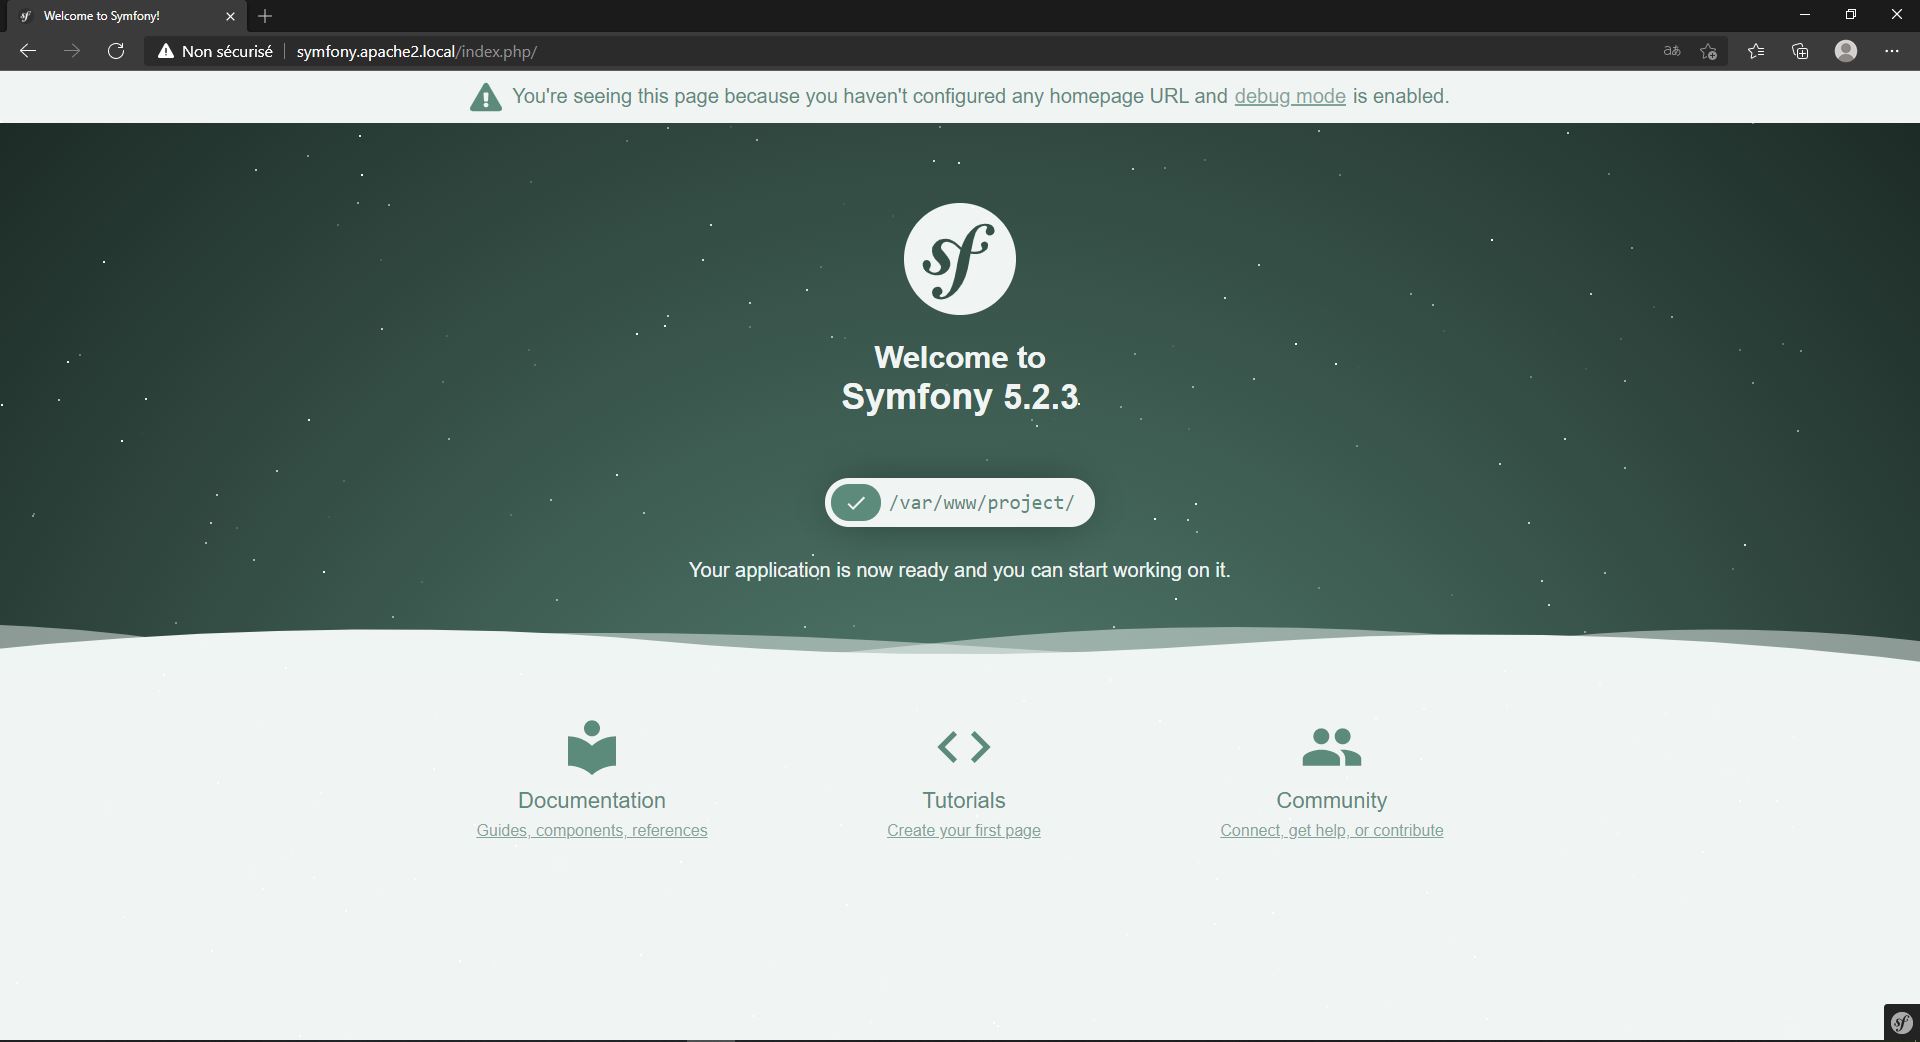 Welcome to Symfony!
Non sécurisé symfony.apache2.local/index.php/
You're seeing this page because you haven't configured any homepage URL and debug mode is enabled.
sf
Welcome to
Symfony 5.2.3
/var/www/project/
Your application is now ready and you can start working on it.
Documentation
Guides, components, references
Tutorials
Create your first page
Community
Connect, get help, or contribute
sf